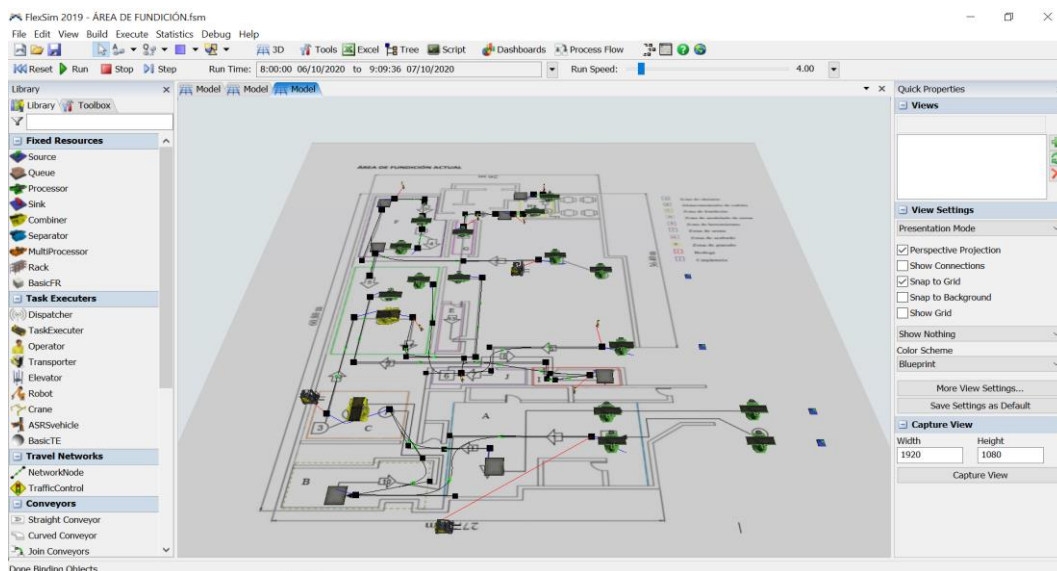 FlexSim 2019 - ÁREA DE FUNDICIÓN.fsm
File Edit View Build Execute Statistics Debug Help
3D Tools Excel Tree Script Dashboards Process Flow
Reset Run Stop Step Run Time: 8:00:00 06/10/2020 to 9:09:36 07/10/2020 Run Speed: 4.00
Library
Library Toolbox
Fixed Resources
Source
Queue
Processor
Sink
Combiner
Separator
MultiProcessor
Rack
BasicFR
Task Executers
Dispatcher
TaskExecuter
Operator
Transporter
Elevator
Robot
Crane
ASRSvehicle
BasicTE
Travel Networks
NetworkNode
TrafficControl
Conveyors
Straight Conveyor
Curved Conveyor
Join Conveyors
Done Binding Objects
Model Model Model
ÁREA DE FUNDICIÓN ACTUAL
F
J
I
A
3
C
B
Quick Properties
Views
View Settings
Presentation Mode
Perspective Projection
Show Connections
Snap to Grid
Snap to Background
Show Grid
Show Nothing
Color Scheme
Blueprint
More View Settings...
Save Settings as Default
Capture View
Width Height
1920 1080
Capture View